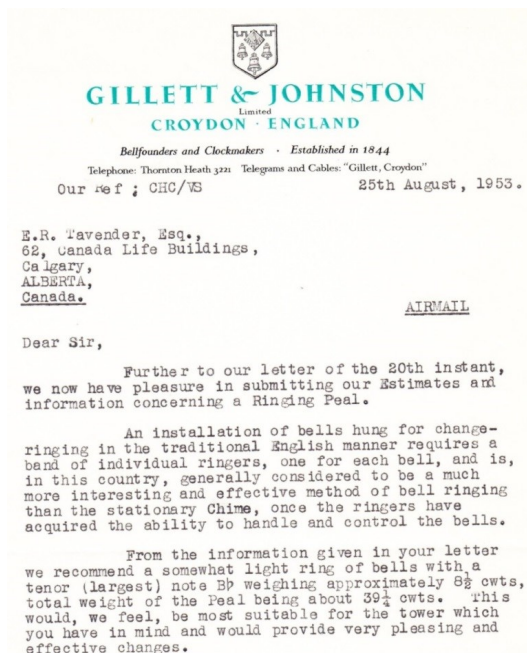 GILLETT & JOHNSTON
Limited
CROYDON · ENGLAND
Bellfounders and Clockmakers · Established in 1844
Telephone: Thornton Heath 3221 Telegrams and Cables: "Gillett, Croydon"
Our Ref ; CHC/VS 25th August, 1953.
E.R. Tavender, Esq.,
62, Canada Life Buildings,
Calgary,
ALBERTA,
Canada.
AIRMAIL
Dear Sir,
Further to our letter of the 20th instant,
we now have pleasure in submitting our Estimates and
information concerning a Ringing Peal.
An installation of bells hung for change-
ringing in the traditional English manner requires a
band of individual ringers, one for each bell, and is,
in this country, generally considered to be a much
more interesting and effective method of bell ringing
than the stationary Chime, once the ringers have
acquired the ability to handle and control the bells.
From the information given in your letter
we recommend a somewhat light ring of bells with a
tenor (largest) note B♭ weighing approximately 8½ cwts,
total weight of the Peal being about 39¼ cwts. This
would, we feel, be most suitable for the tower which
you have in mind and would provide very pleasing and
effective changes.